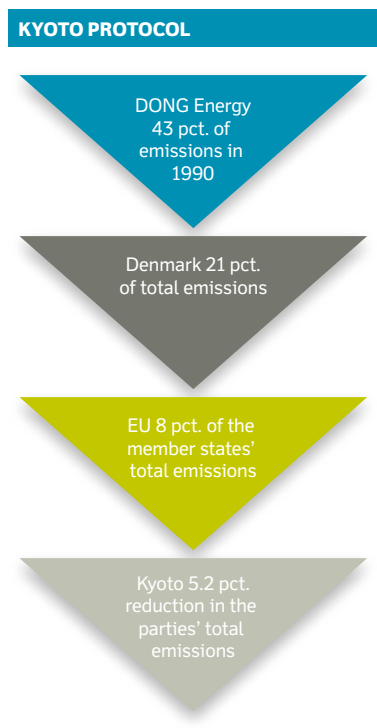 KYOTO PROTOCOL
DONG Energy
43 pct. of
emissions in
1990
Denmark 21 pct.
of total emissions
EU 8 pct. of the
member states’
total emissions
Kyoto 5.2 pct.
reduction in the
parties’ total
emissions